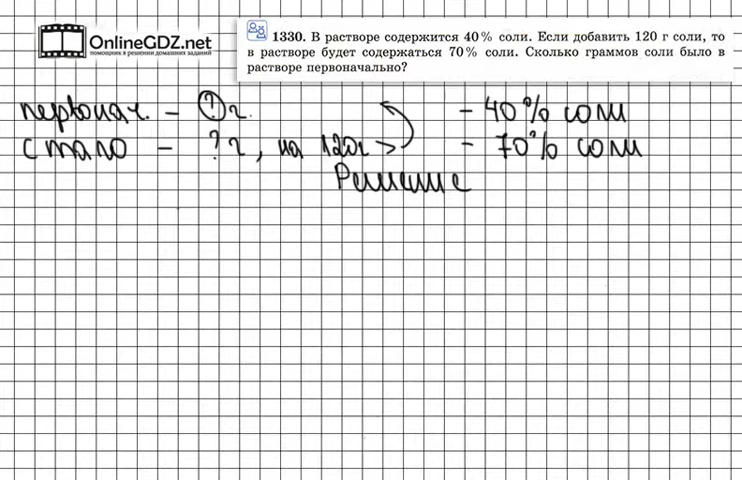 OnlineGDZ.net
помощник в решении домашних заданий
1330. В растворе содержится 40% соли. Если добавить 120 г соли, то
в растворе будет содержаться 70% соли. Сколько граммов соли было в
растворе первоначально?
первонач. – ? г. – 40% соли
стало – ? г, на 120г > – 70% соли
Решение